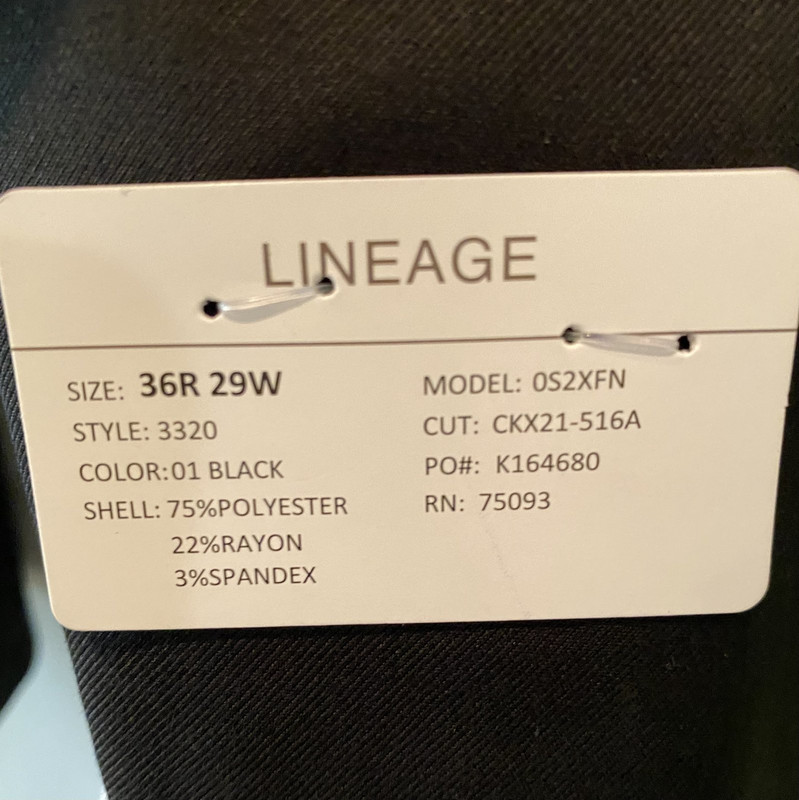 LINEAGE
SIZE: 36R 29W
STYLE: 3320
COLOR:01 BLACK
SHELL: 75%POLYESTER
22%RAYON
3%SPANDEX
MODEL: 0S2XFN
CUT: CKX21-516A
PO#: K164680
RN: 75093